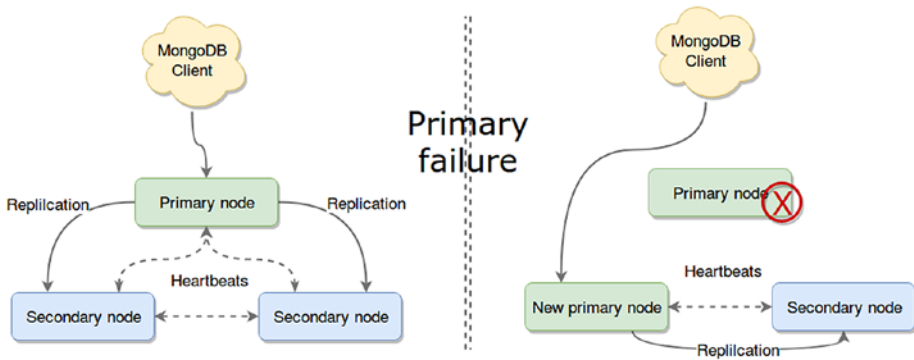 MongoDB
Client
Replilcation
Primary node
Replication
Heartbeats
Secondary node
Secondary node
Primary
failure
MongoDB
Client
Primary node
X
Heartbeats
New primary node
Secondary node
Replilcation